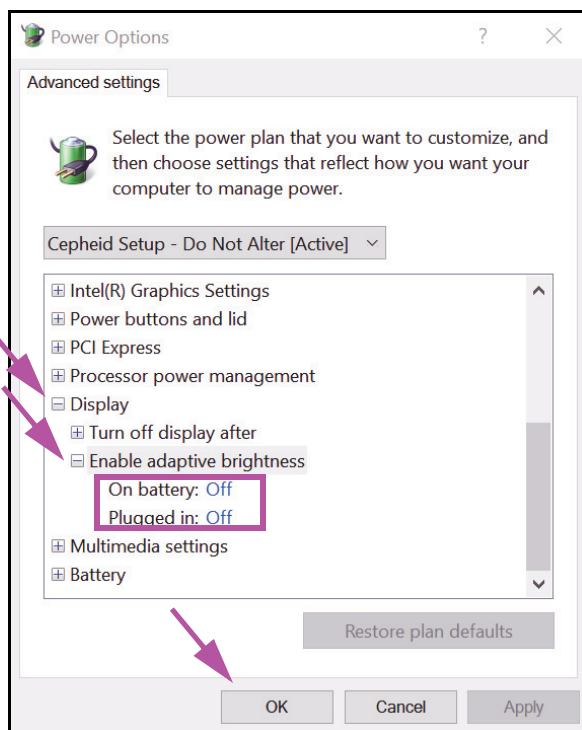 Power Options
Advanced settings
Select the power plan that you want to customize, and
then choose settings that reflect how you want your
computer to manage power.
Cepheid Setup - Do Not Alter [Active]
Intel(R) Graphics Settings
Power buttons and lid
PCI Express
Processor power management
Display
Turn off display after
Enable adaptive brightness
On battery: Off
Plugged in: Off
Multimedia settings
Battery
Restore plan defaults
OK Cancel Apply